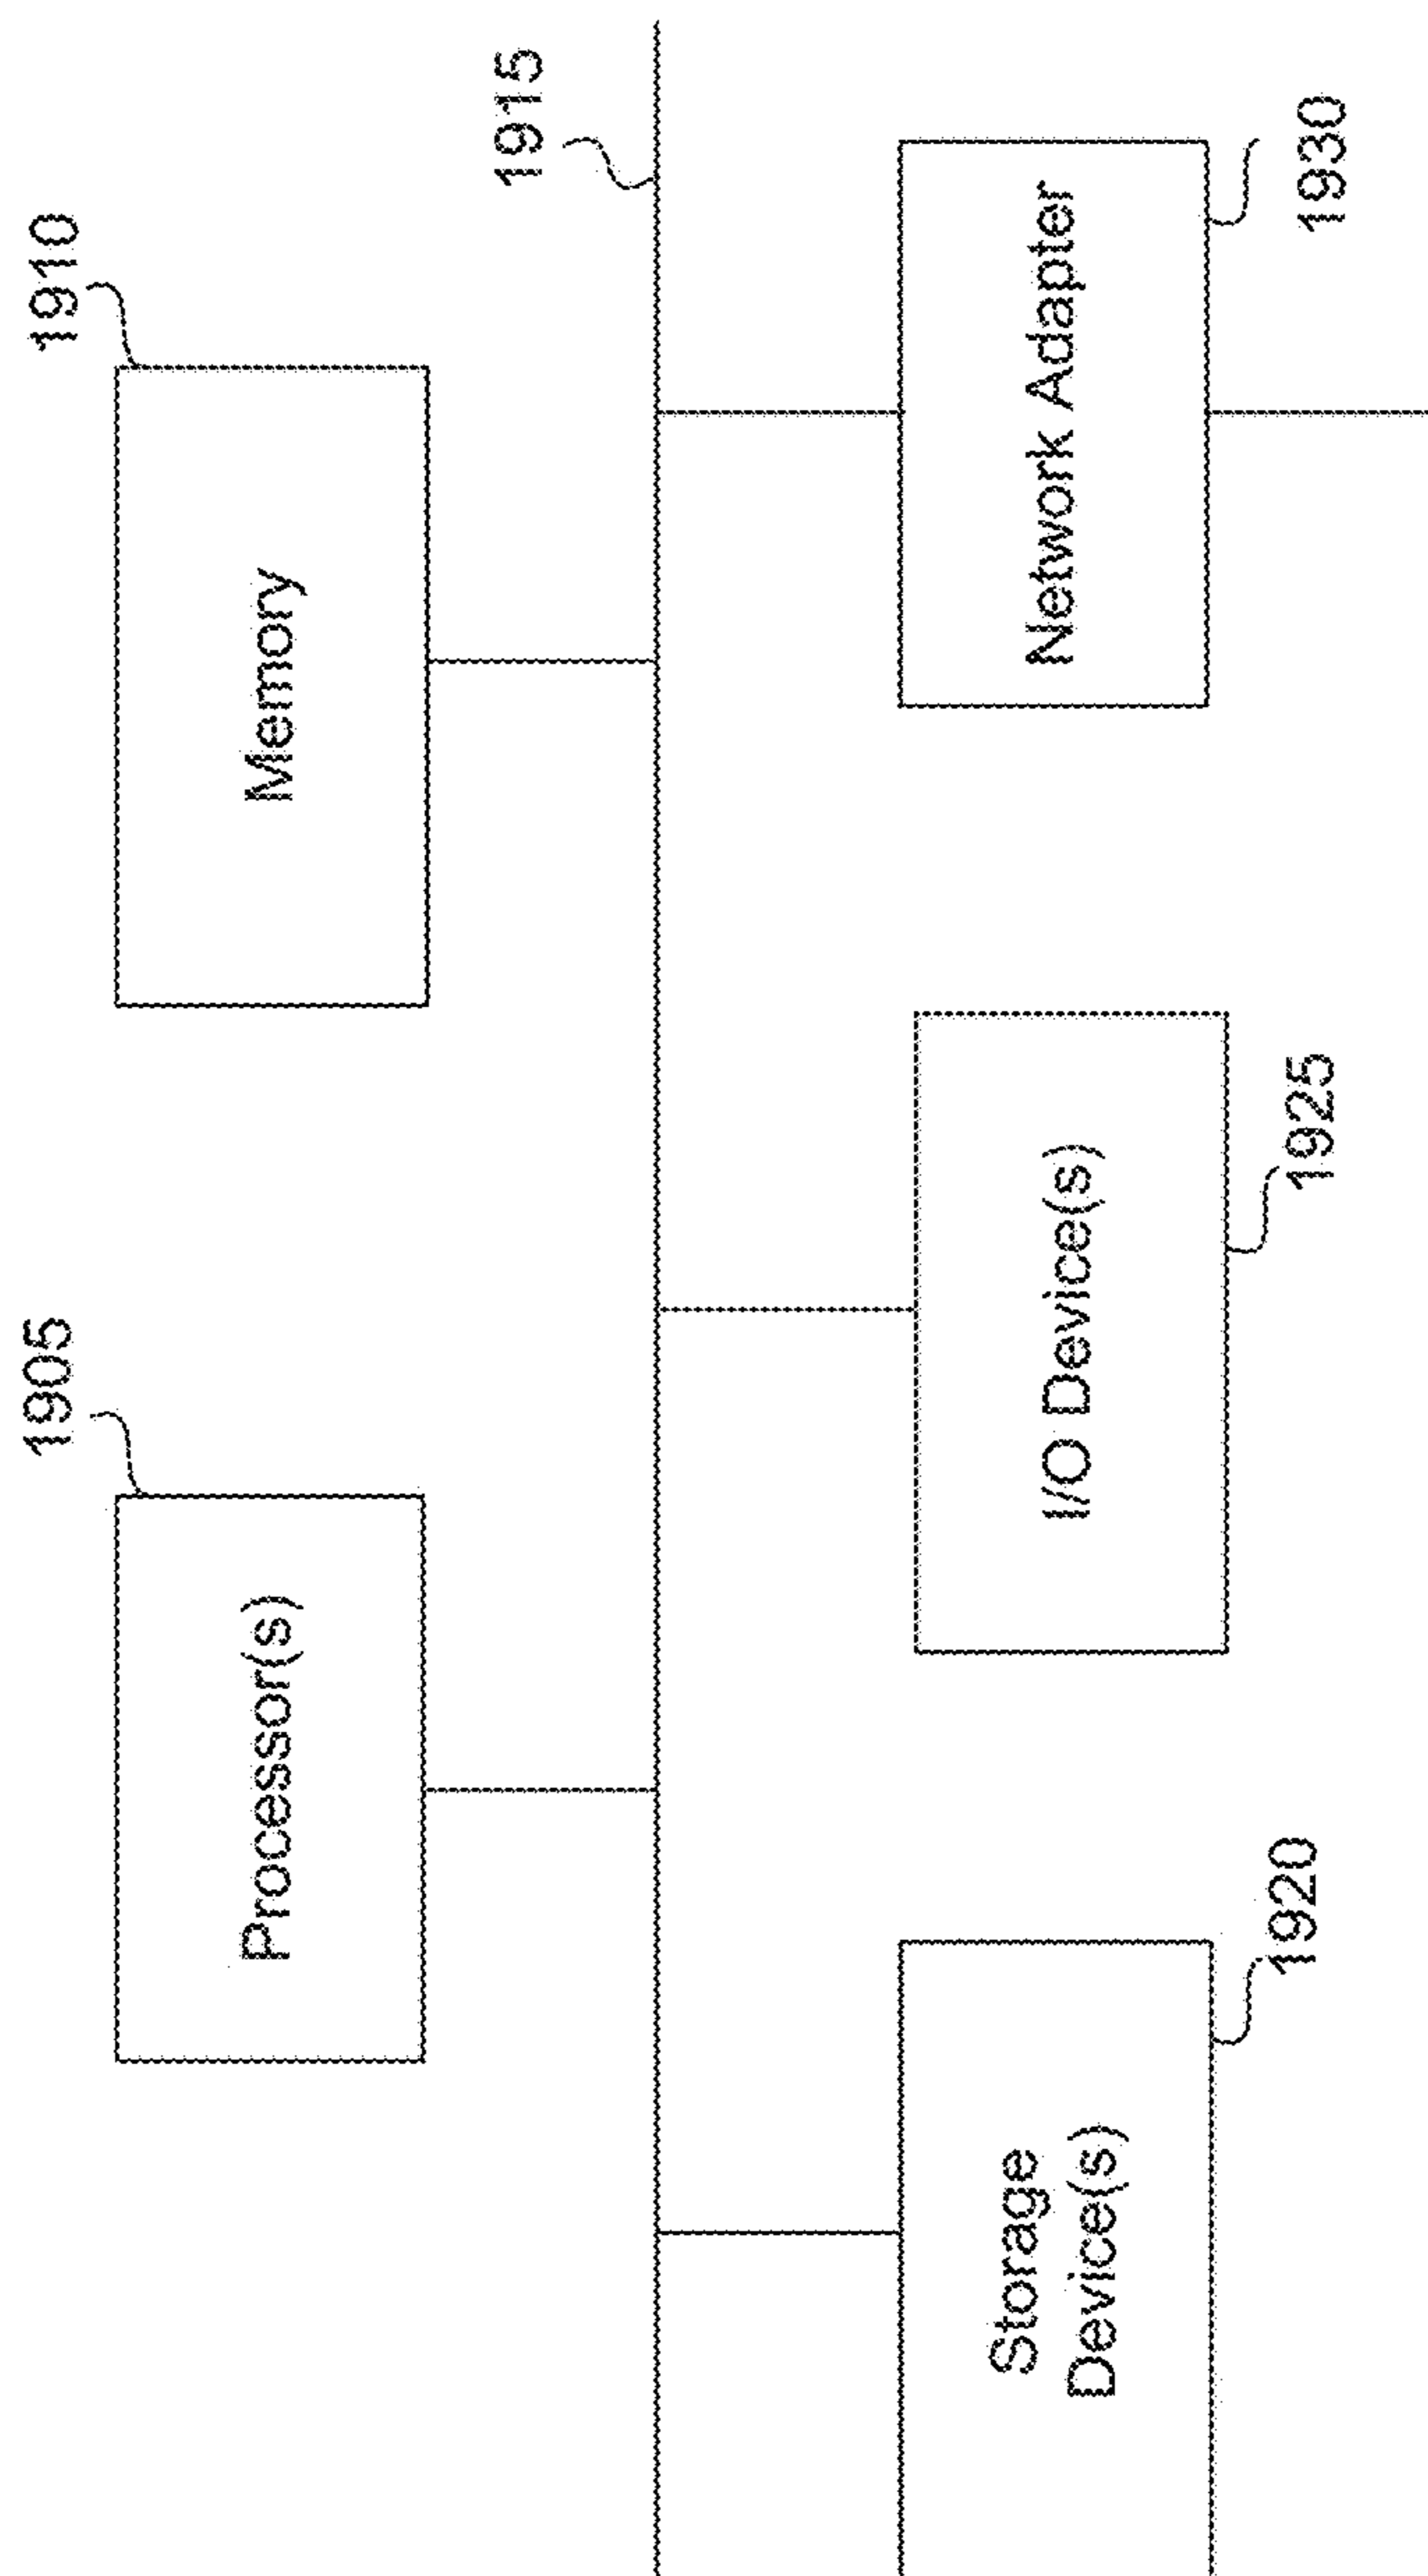 1905
1910
Processor(s)
Memory
1915
Storage
Device(s)
I/O Device(s)
Network Adapter
1920
1925
1930